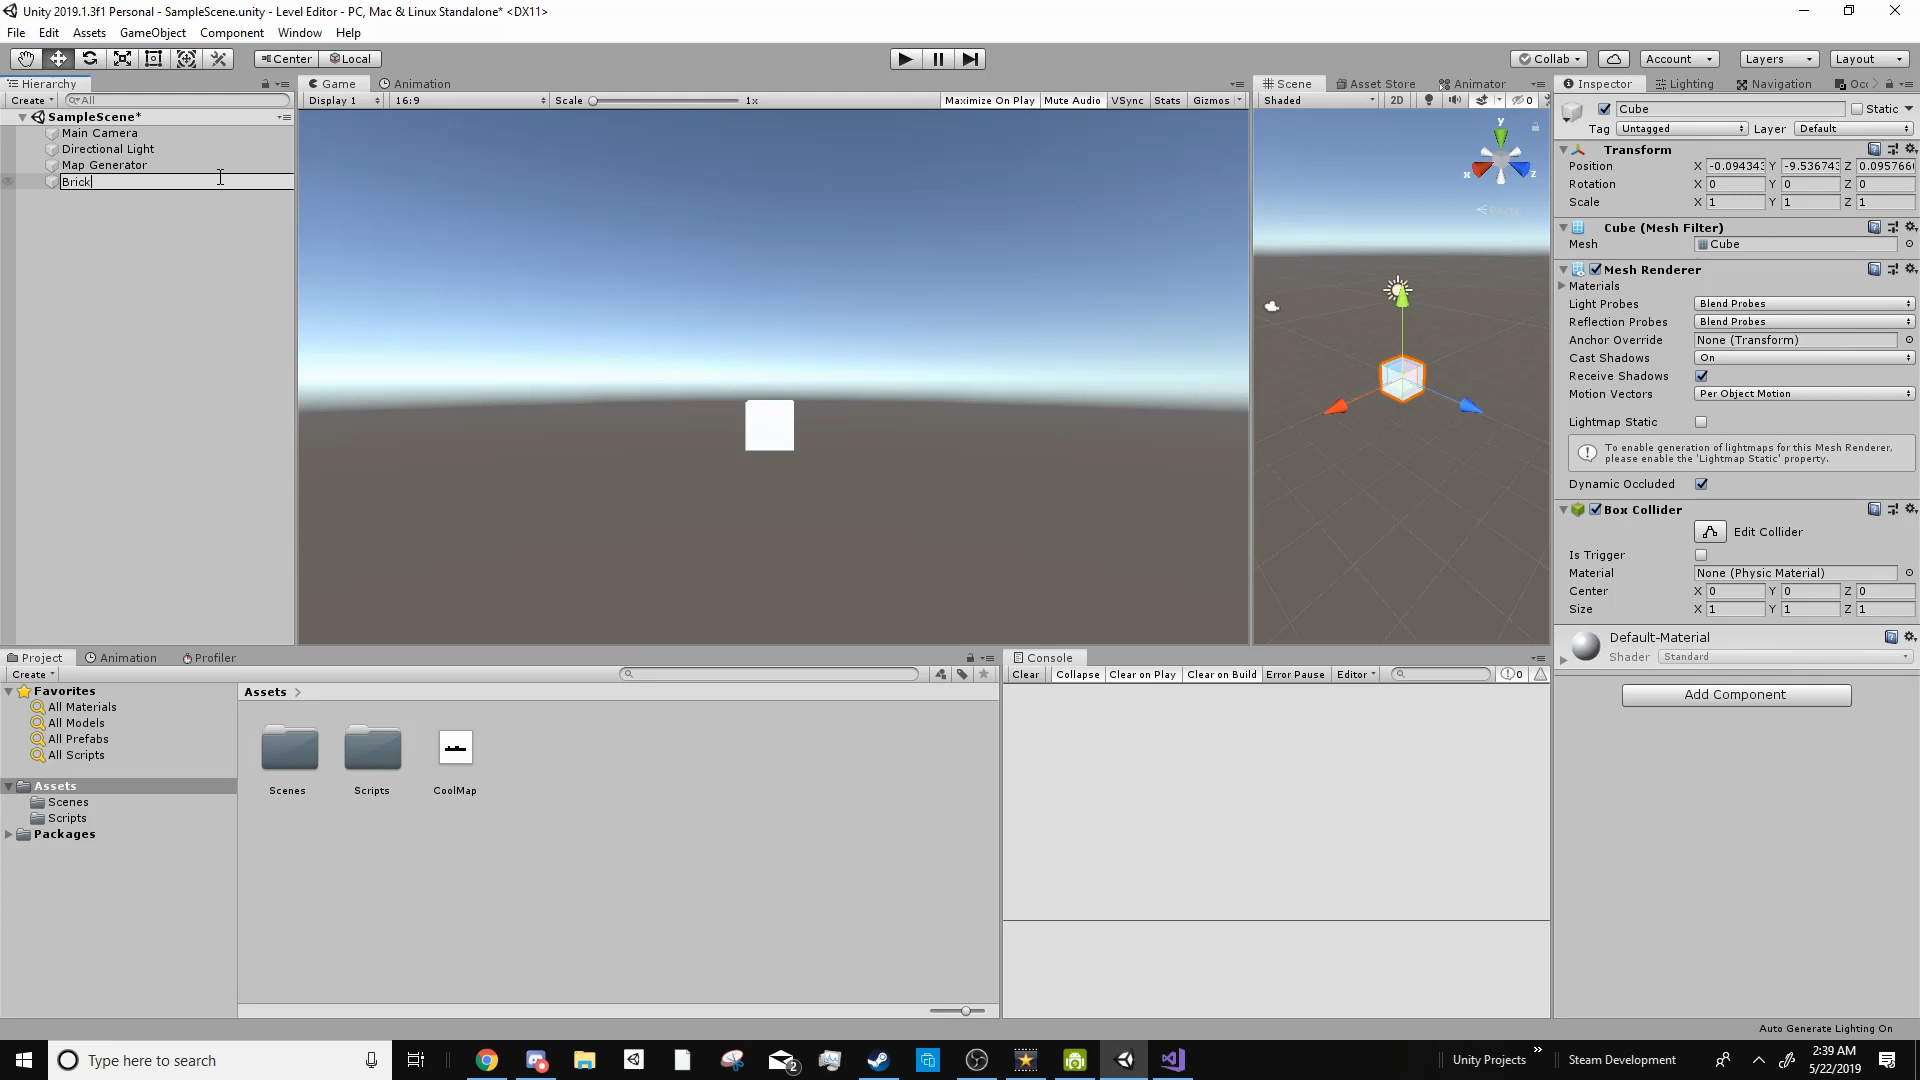 Unity 2019.1.3f1 Personal - SampleScene.unity - Level Editor - PC, Mac & Linux Standalone* <DX11>
File Edit Assets GameObject Component Window Help
Center Local Collab Account Layers Layout
Hierarchy
Create All
SampleScene*
Main Camera
Directional Light
Map Generator
Brick
Game Animation
Display 1 16:9 Scale 1x Maximize On Play Mute Audio VSync Stats Gizmos
Scene Asset Store Animator
Shaded 2D 0
y
x z
Persp
Inspector Lighting Navigation Occ
Cube Static
Tag Untagged Layer Default
Transform
Position X -0.094343 Y -9.536743 Z 0.0957660
Rotation X 0 Y 0 Z 0
Scale X 1 Y 1 Z 1
Cube (Mesh Filter)
Mesh Cube
Mesh Renderer
Materials
Light Probes Blend Probes
Reflection Probes Blend Probes
Anchor Override None (Transform)
Cast Shadows On
Receive Shadows
Motion Vectors Per Object Motion
Lightmap Static
To enable generation of lightmaps for this Mesh Renderer,
please enable the 'Lightmap Static' property.
Dynamic Occluded
Box Collider
Edit Collider
Is Trigger
Material None (Physic Material)
Center X 0 Y 0 Z 0
Size X 1 Y 1 Z 1
Default-Material
Shader Standard
Add Component
Project Animation Profiler
Create
Favorites
All Materials
All Models
All Prefabs
All Scripts
Assets
Scenes
Scripts
Packages
Assets
Scenes Scripts CoolMap
Console
Clear Collapse Clear on Play Clear on Build Error Pause Editor 0
Auto Generate Lighting On
Type here to search
2
Unity Projects Steam Development
2:39 AM
5/22/2019